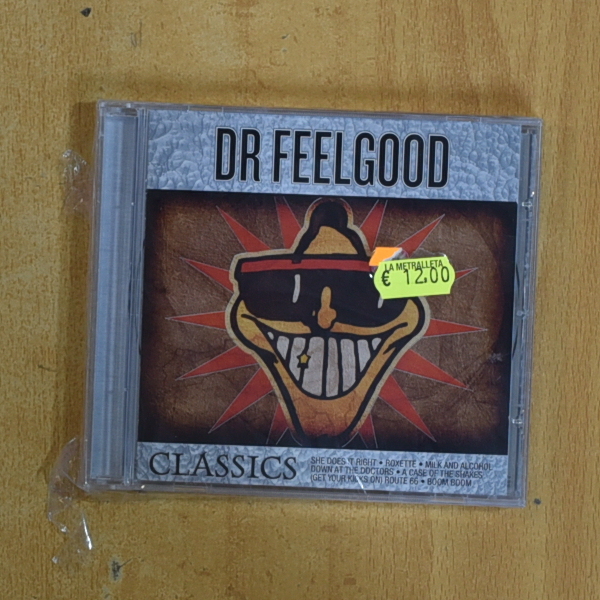 DR FEELGOOD
LA METRALLETA
€ 12.00
CLASSICS
SHE DOES'T RIGHT • ROXETTE • MILK AND ALCOHOL
DOWN AT THE DOCTORS • A CASE OF THE SHAKES
(GET YOUR KICKS ON) ROUTE 66 • BOOM BOOM